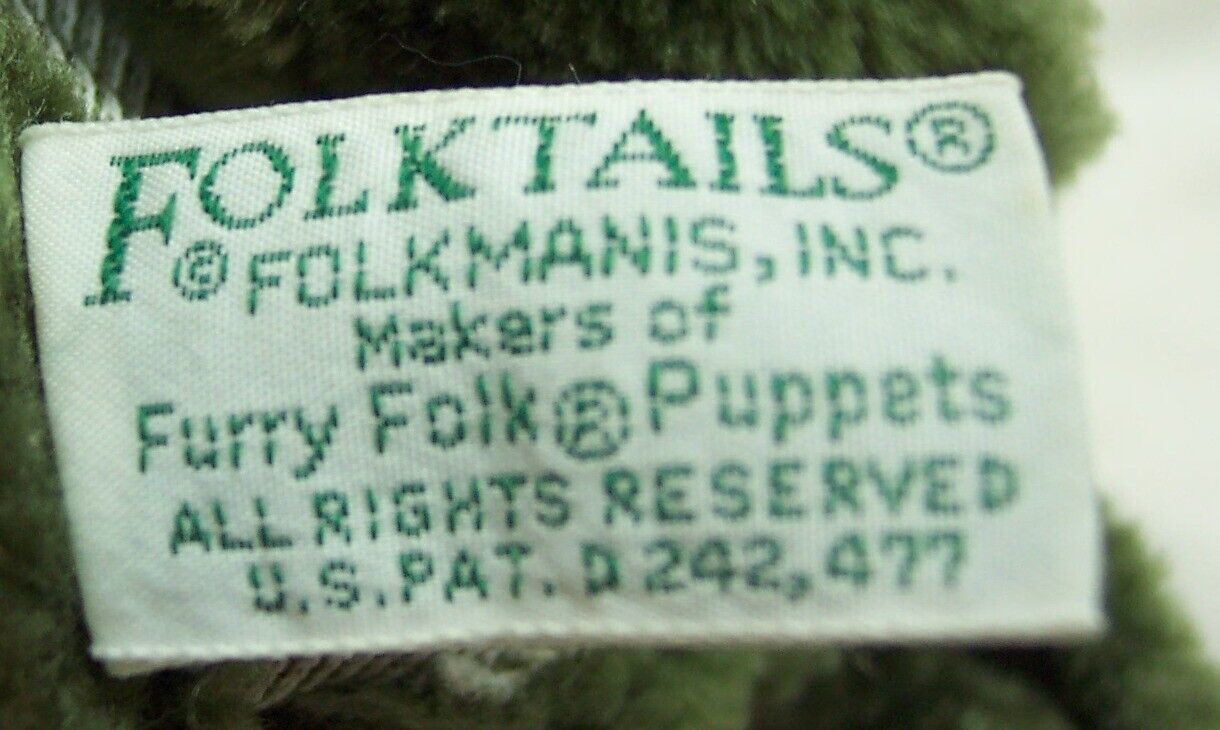 FOLKTAILS®
© FOLKMANIS, INC.
Makers of
Furry Folk® Puppets
ALL RIGHTS RESERVED
U.S. PAT. D 242,477